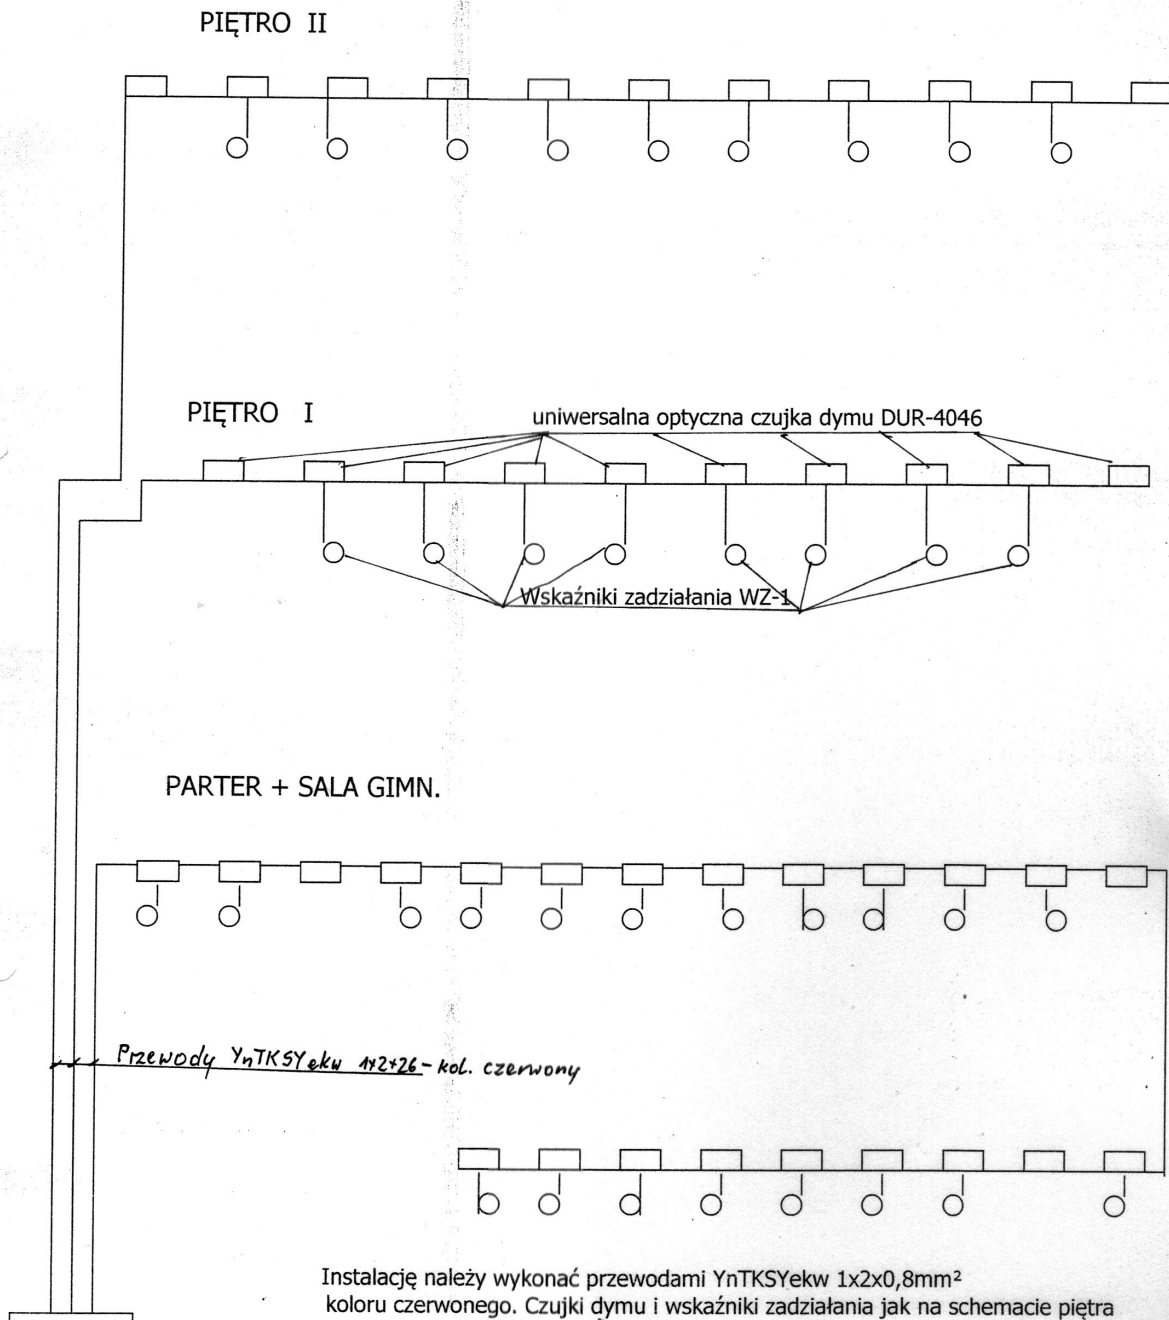 PIĘTRO II
PIĘTRO I
uniwersalna optyczna czujka dymu DUR-4046
Wskaźniki zadziałania WZ-1
PARTER + SALA GIMN.
Przewody YnTKSYekw 1x2x26 - kol. czerwony
Instalację należy wykonać przewodami YnTKSYekw 1x2x0,8mm²
koloru czerwonego. Czujki dymu i wskaźniki zadziałania jak na schemacie piętra